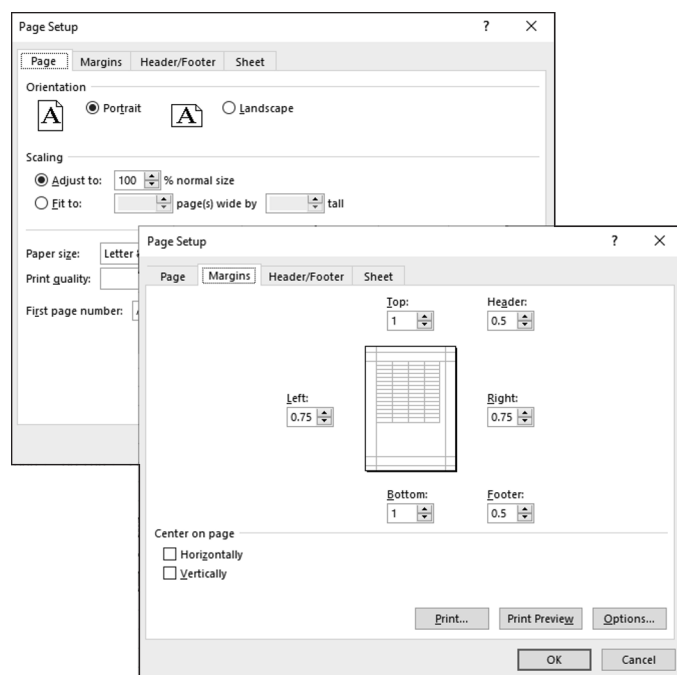 Page Setup ? ×
Page Margins Header/Footer Sheet
Orientation
A Portrait A Landscape
Scaling
Adjust to: 100 % normal size
Fit to: page(s) wide by tall
Paper size: Letter
Print quality:
First page number:
Page Setup ? ×
Page Margins Header/Footer Sheet
Top: Header:
1 0.5
Left: Right:
0.75 0.75
Bottom: Footer:
1 0.5
Center on page
Horizontally
Vertically
Print... Print Preview Options...
OK Cancel